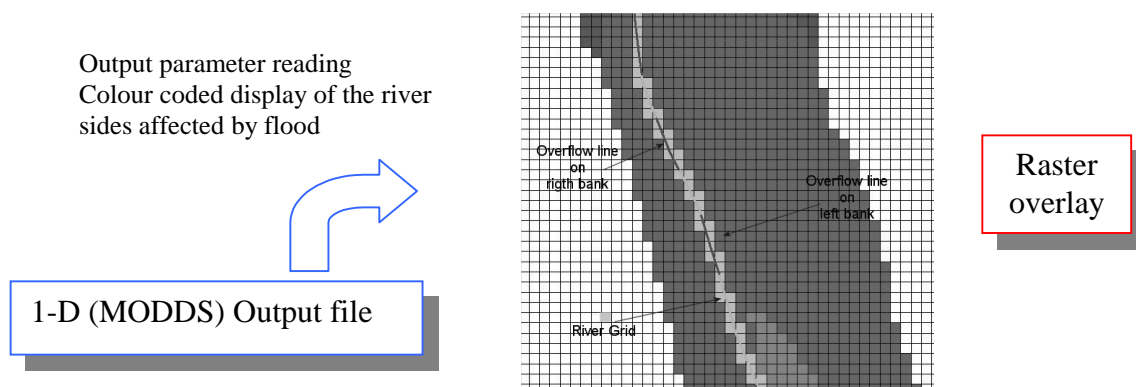 Output parameter reading
Colour coded display of the river
sides affected by flood
1-D (MODDS) Output file
Overflow line
on
rigth bank
Overflow line
on
left bank
River Grid
Raster
overlay